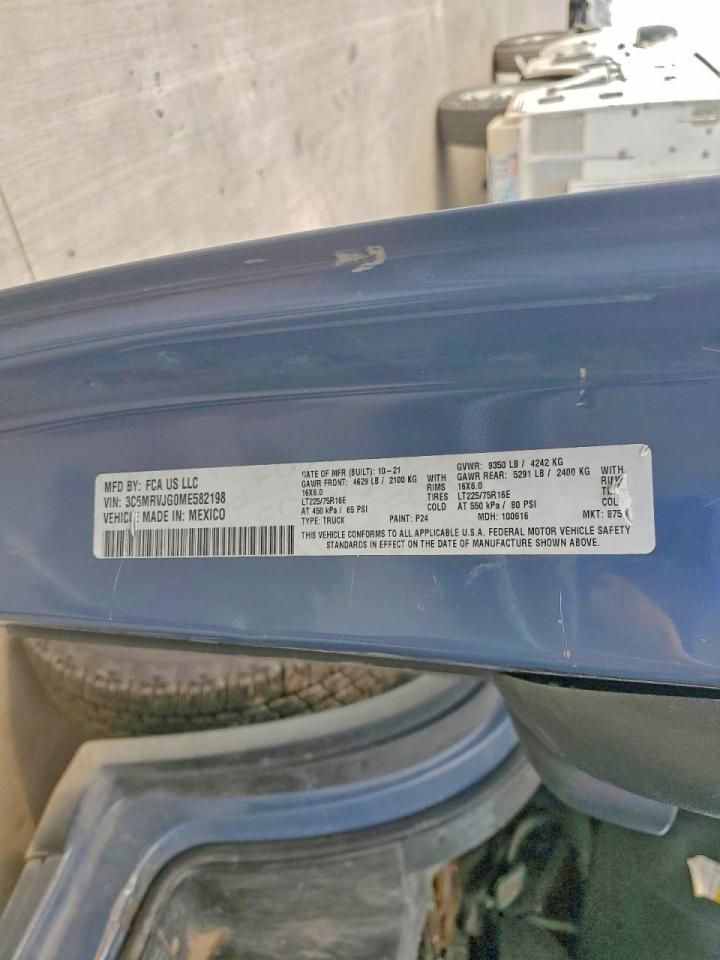 MFD BY: FCA US LLC
VIN: 3C6MRVJG0ME582198
VEHICLE MADE IN: MEXICO
DATE OF MFR (BUILT): 10-21
GAWR FRONT: 4629 LB / 2100 KG WITH
16X6.0 RIMS
LT225/75R16E TIRES
AT 450 kPa / 65 PSI COLD
TYPE: TRUCK PAINT: P24
GVWR: 9350 LB / 4242 KG
GAWR REAR: 5291 LB / 2400 KG WITH
16X6.0 RIMS
LT225/75R16E
AT 550 kPa / 80 PSI
MDH: 100616 MKT: 875
THIS VEHICLE CONFORMS TO ALL APPLICABLE U.S.A. FEDERAL MOTOR VEHICLE SAFETY
STANDARDS IN EFFECT ON THE DATE OF MANUFACTURE SHOWN ABOVE.